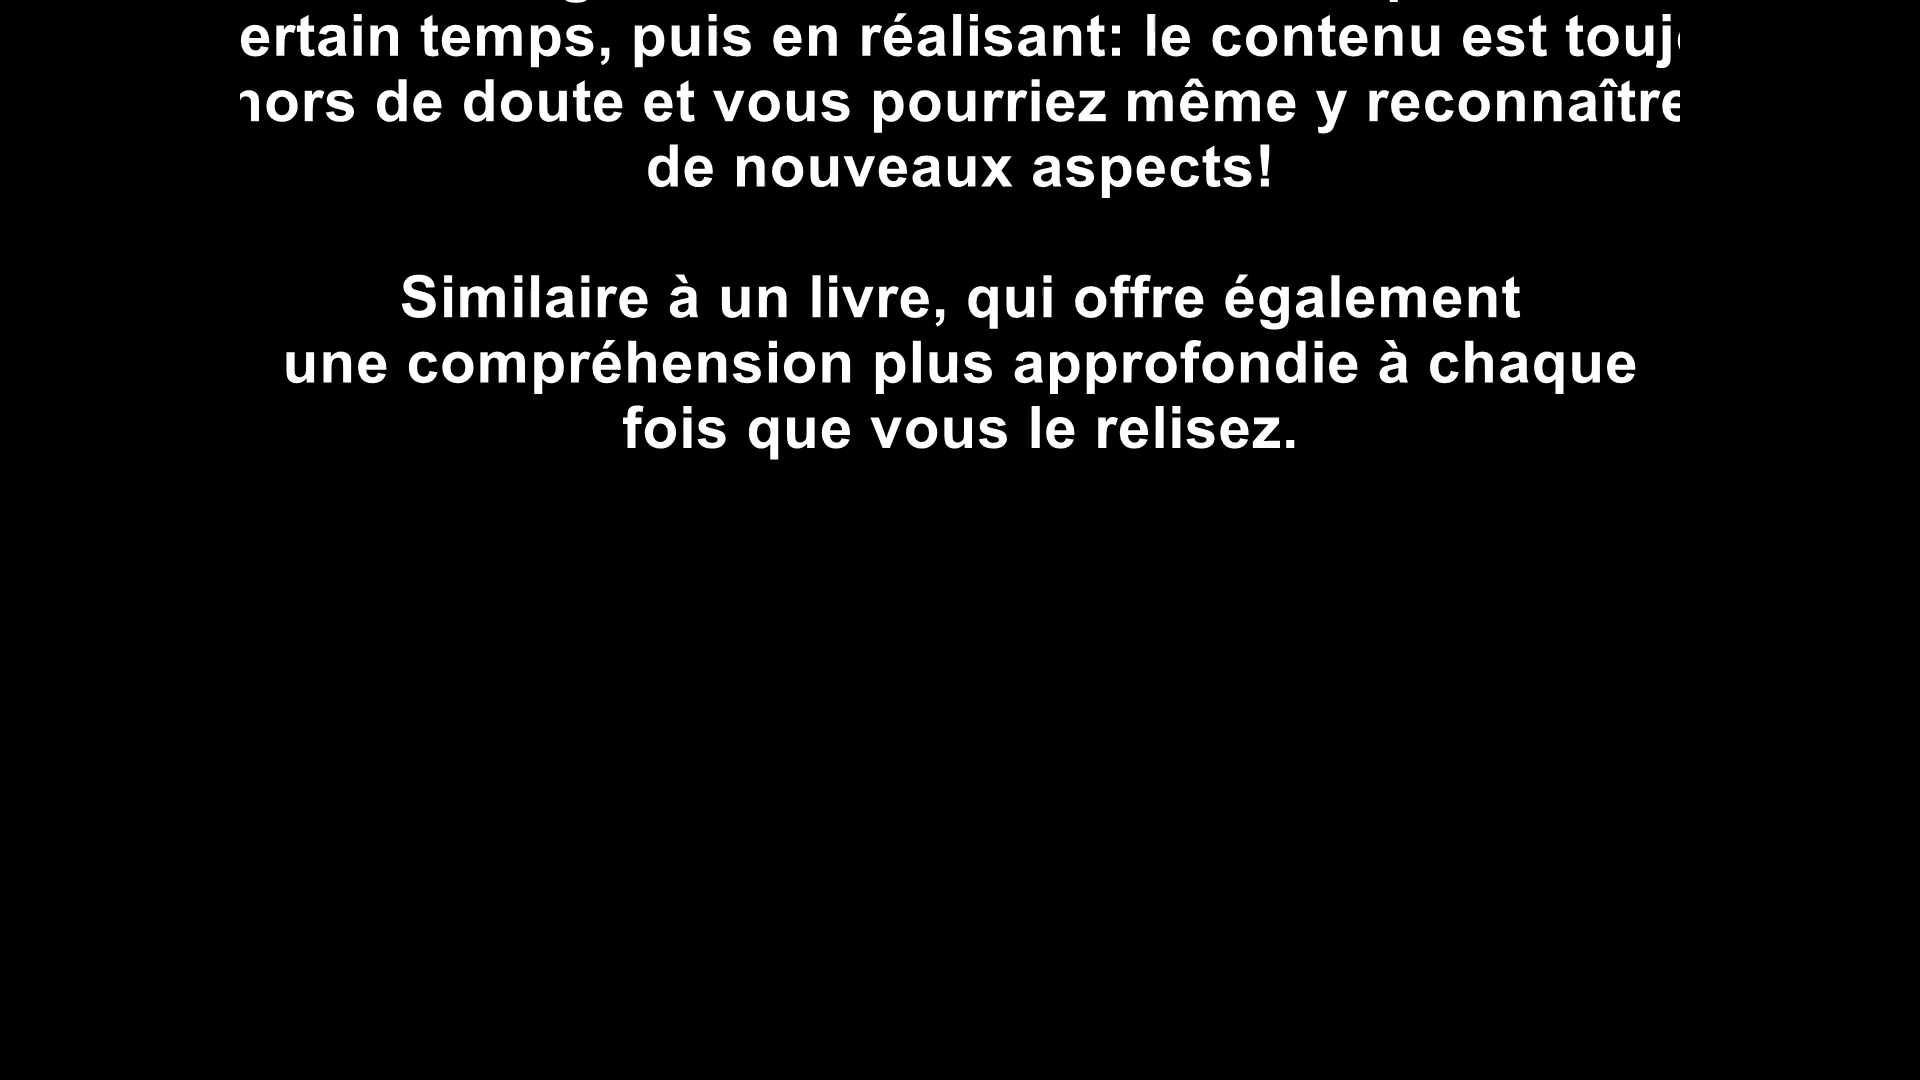 ertain temps, puis en réalisant: le contenu est touj
hors de doute et vous pourriez même y reconnaître
de nouveaux aspects!
Similaire à un livre, qui offre également
une compréhension plus approfondie à chaque
fois que vous le relisez.